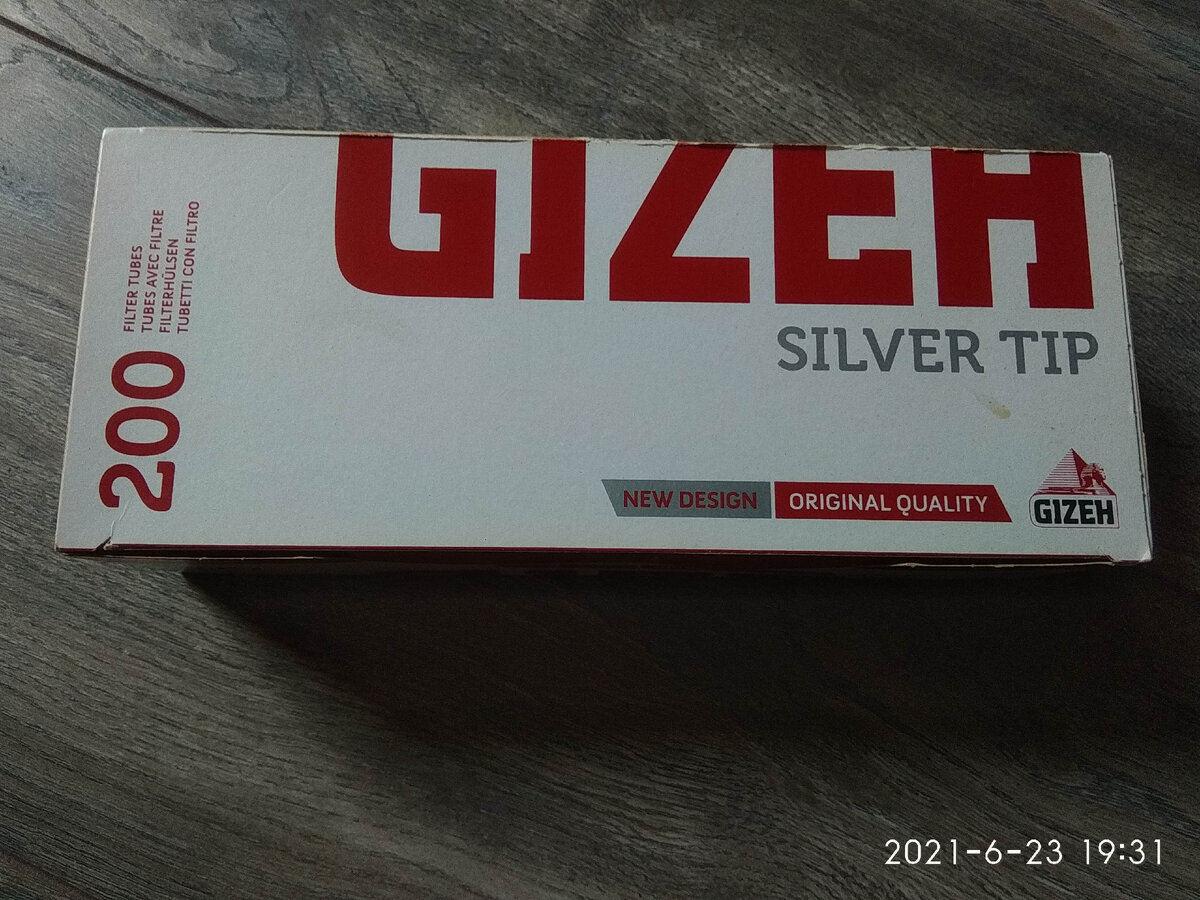 GIZEH
SILVER TIP
200
FILTER TUBES
TUBES AVEC FILTRE
FILTERHÜLSEN
TUBETTI CON FILTRO
NEW DESIGN
ORIGINAL QUALITY
GIZEH
2021-6-23 19:31